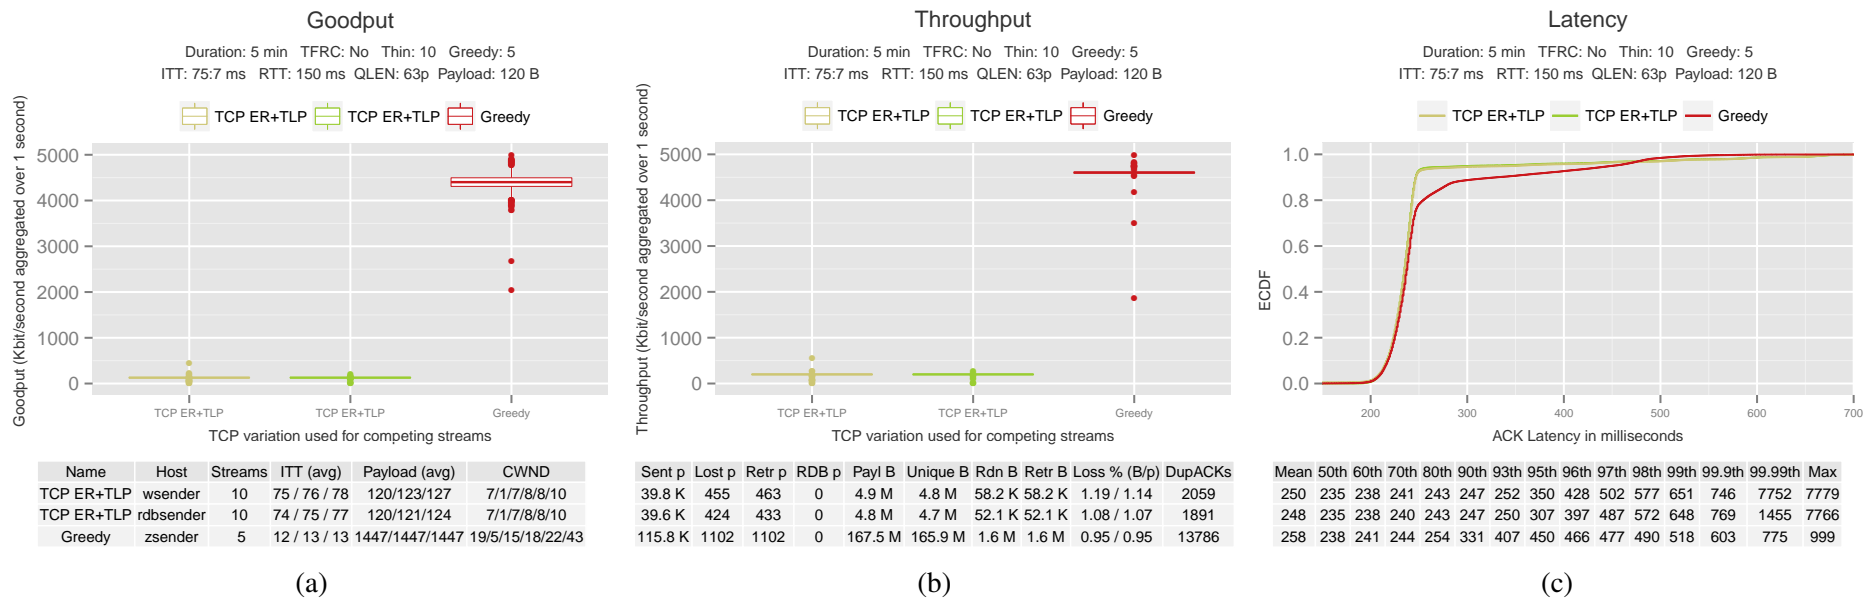 Goodput
Duration: 5 min TFRC: No Thin: 10 Greedy: 5
ITT: 75:7 ms RTT: 150 ms QLEN: 63p Payload: 120 B
TCP ER+TLP TCP ER+TLP Greedy
Goodput (Kbit/second aggregated over 1 second)
5000
4000
3000
2000
1000
0
TCP ER+TLP TCP ER+TLP Greedy
TCP variation used for competing streams
Name Host Streams ITT (avg) Payload (avg) CWND
TCP ER+TLP wsender 10 75 / 76 / 78 120/123/127 7/1/7/8/8/10
TCP ER+TLP rdbsender 10 74 / 75 / 77 120/121/124 7/1/7/8/8/10
Greedy zsender 5 12 / 13 / 13 1447/1447/1447 19/5/15/18/22/43
(a)
Throughput
Duration: 5 min TFRC: No Thin: 10 Greedy: 5
ITT: 75:7 ms RTT: 150 ms QLEN: 63p Payload: 120 B
TCP ER+TLP TCP ER+TLP Greedy
Throughput (Kbit/second aggregated over 1 second)
5000
4000
3000
2000
1000
0
TCP ER+TLP TCP ER+TLP Greedy
TCP variation used for competing streams
Sent p Lost p Retr p RDB p Payl B Unique B Rdn B Retr B Loss % (B/p) DupACKs
39.8 K 455 463 0 4.9 M 4.8 M 58.2 K 58.2 K 1.19 / 1.14 2059
39.6 K 424 433 0 4.8 M 4.7 M 52.1 K 52.1 K 1.08 / 1.07 1891
115.8 K 1102 1102 0 167.5 M 165.9 M 1.6 M 1.6 M 0.95 / 0.95 13786
(b)
Latency
Duration: 5 min TFRC: No Thin: 10 Greedy: 5
ITT: 75:7 ms RTT: 150 ms QLEN: 63p Payload: 120 B
TCP ER+TLP TCP ER+TLP Greedy
ECDF
1.0
0.8
0.6
0.4
0.2
0.0
200 300 400 500 600 700
ACK Latency in milliseconds
Mean 50th 60th 70th 80th 90th 93th 95th 96th 97th 98th 99th 99.9th 99.99th Max
250 235 238 241 243 247 252 350 428 502 577 651 746 7752 7779
248 235 238 240 243 247 250 307 397 487 572 648 769 1455 7766
258 238 241 244 254 331 407 450 466 477 490 518 603 775 999
(c)